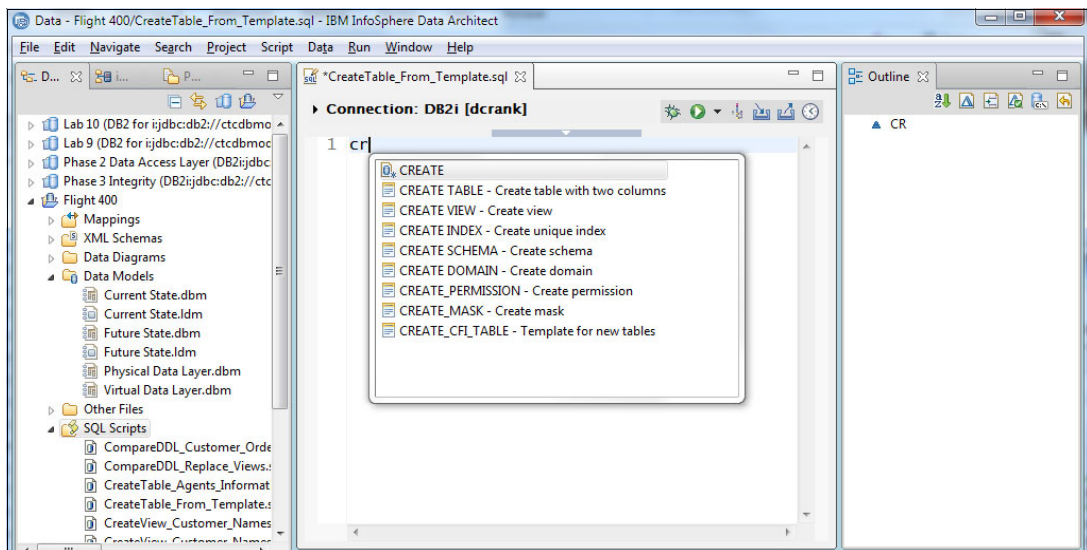 Data - Flight 400/CreateTable_From_Template.sql - IBM InfoSphere Data Architect
File Edit Navigate Search Project Script Data Run Window Help
D... i... P...
Lab 10 (DB2 for i:jdbc:db2://ctcdbmo
Lab 9 (DB2 for i:jdbc:db2://ctcdbmoc
Phase 2 Data Access Layer (DB2i:jdbc:
Phase 3 Integrity (DB2i:jdbc:db2://ctc
Flight 400
Mappings
XML Schemas
Data Diagrams
Data Models
Current State.dbm
Current State.ldm
Future State.dbm
Future State.ldm
Physical Data Layer.dbm
Virtual Data Layer.dbm
Other Files
SQL Scripts
CompareDDL_Customer_Orde
CompareDDL_Replace_Views.s
CreateTable_Agents_Informat
CreateTable_From_Template.s
CreateView_Customer_Names
CreateView_Customer_Names
*CreateTable_From_Template.sql
Connection: DB2i [dcrank]
1 cr
CREATE
CREATE TABLE - Create table with two columns
CREATE VIEW - Create view
CREATE INDEX - Create unique index
CREATE SCHEMA - Create schema
CREATE DOMAIN - Create domain
CREATE_PERMISSION - Create permission
CREATE_MASK - Create mask
CREATE_CFI_TABLE - Template for new tables
Outline
CR